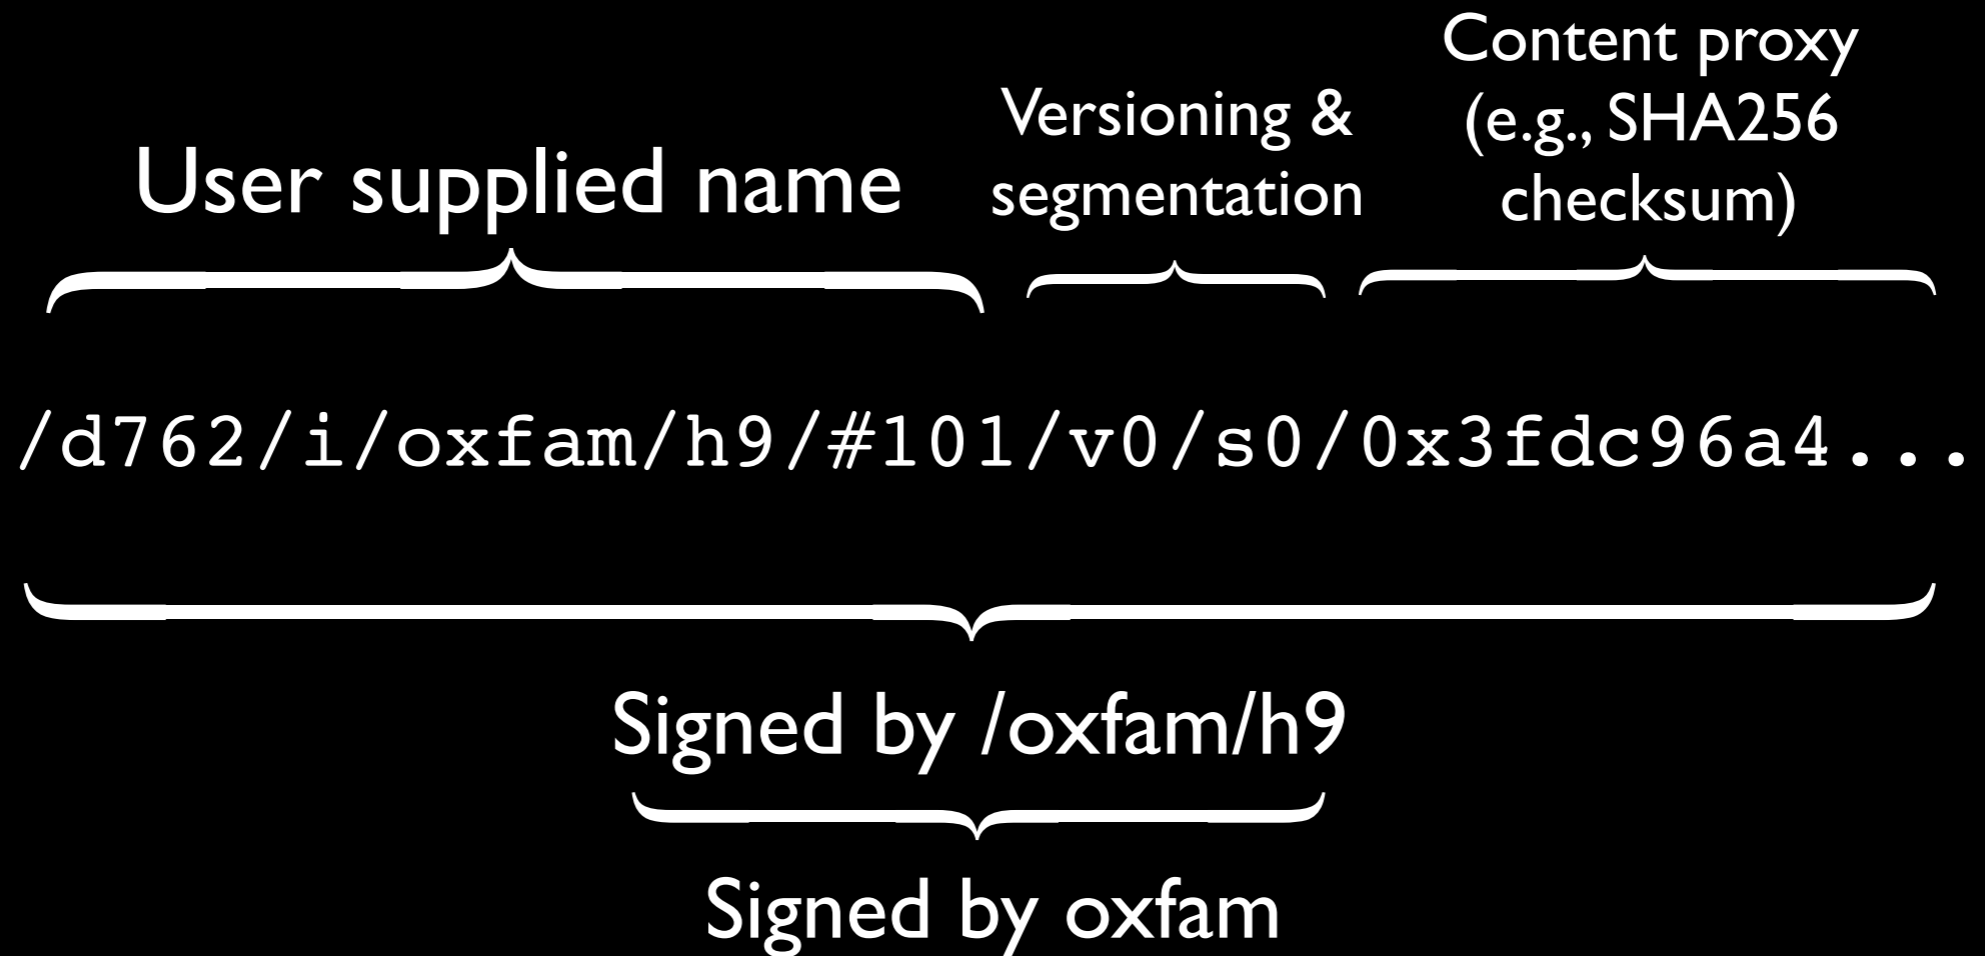 User supplied name
Versioning &
segmentation
Content proxy
(e.g., SHA256
checksum)
/d762/i/oxfam/h9/#101/v0/s0/0x3fdc96a4...
Signed by /oxfam/h9
Signed by oxfam